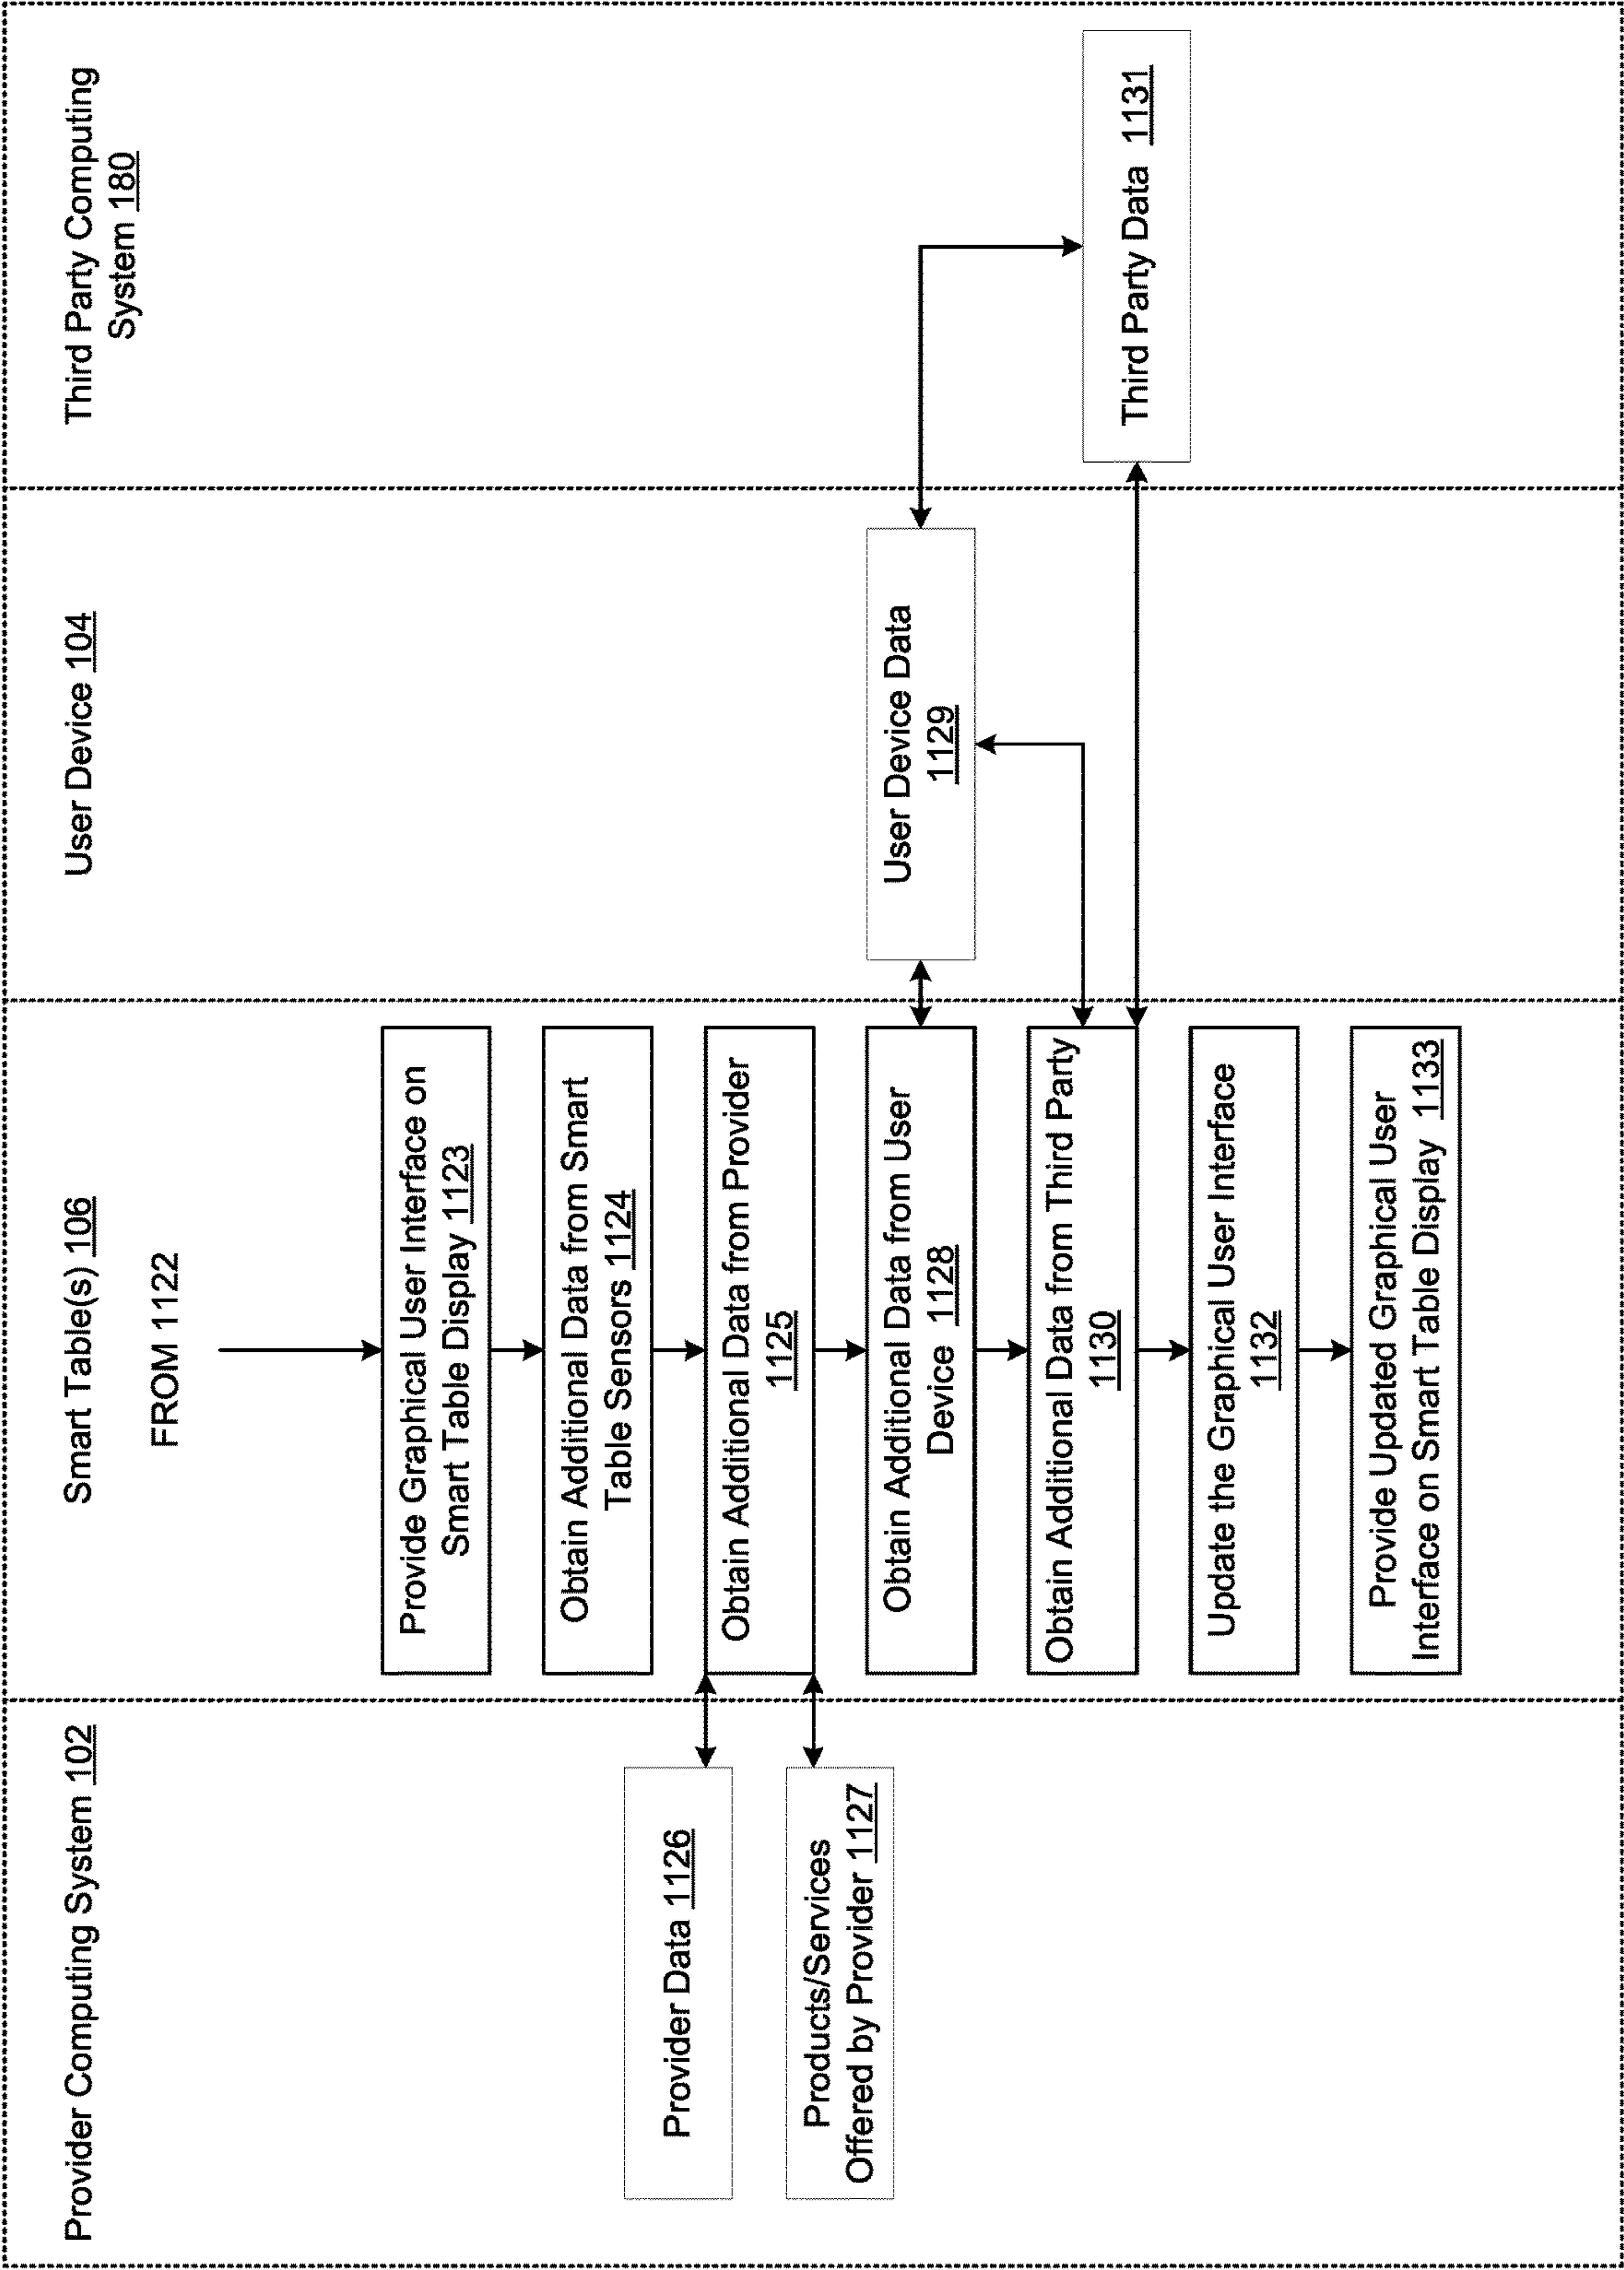 Provider Computing System 102
Smart Table(s) 106
User Device 104
Third Party Computing
System 180
FROM 1122
Provide Graphical User Interface on
Smart Table Display 1123
Obtain Additional Data from Smart
Table Sensors 1124
Provider Data 1126
Obtain Additional Data from Provider
1125
Products/Services
Offered by Provider 1127
Obtain Additional Data from User
Device 1128
User Device Data
1129
Obtain Additional Data from Third Party
1130
Third Party Data 1131
Update the Graphical User Interface
1132
Provide Updated Graphical User
Interface on Smart Table Display 1133